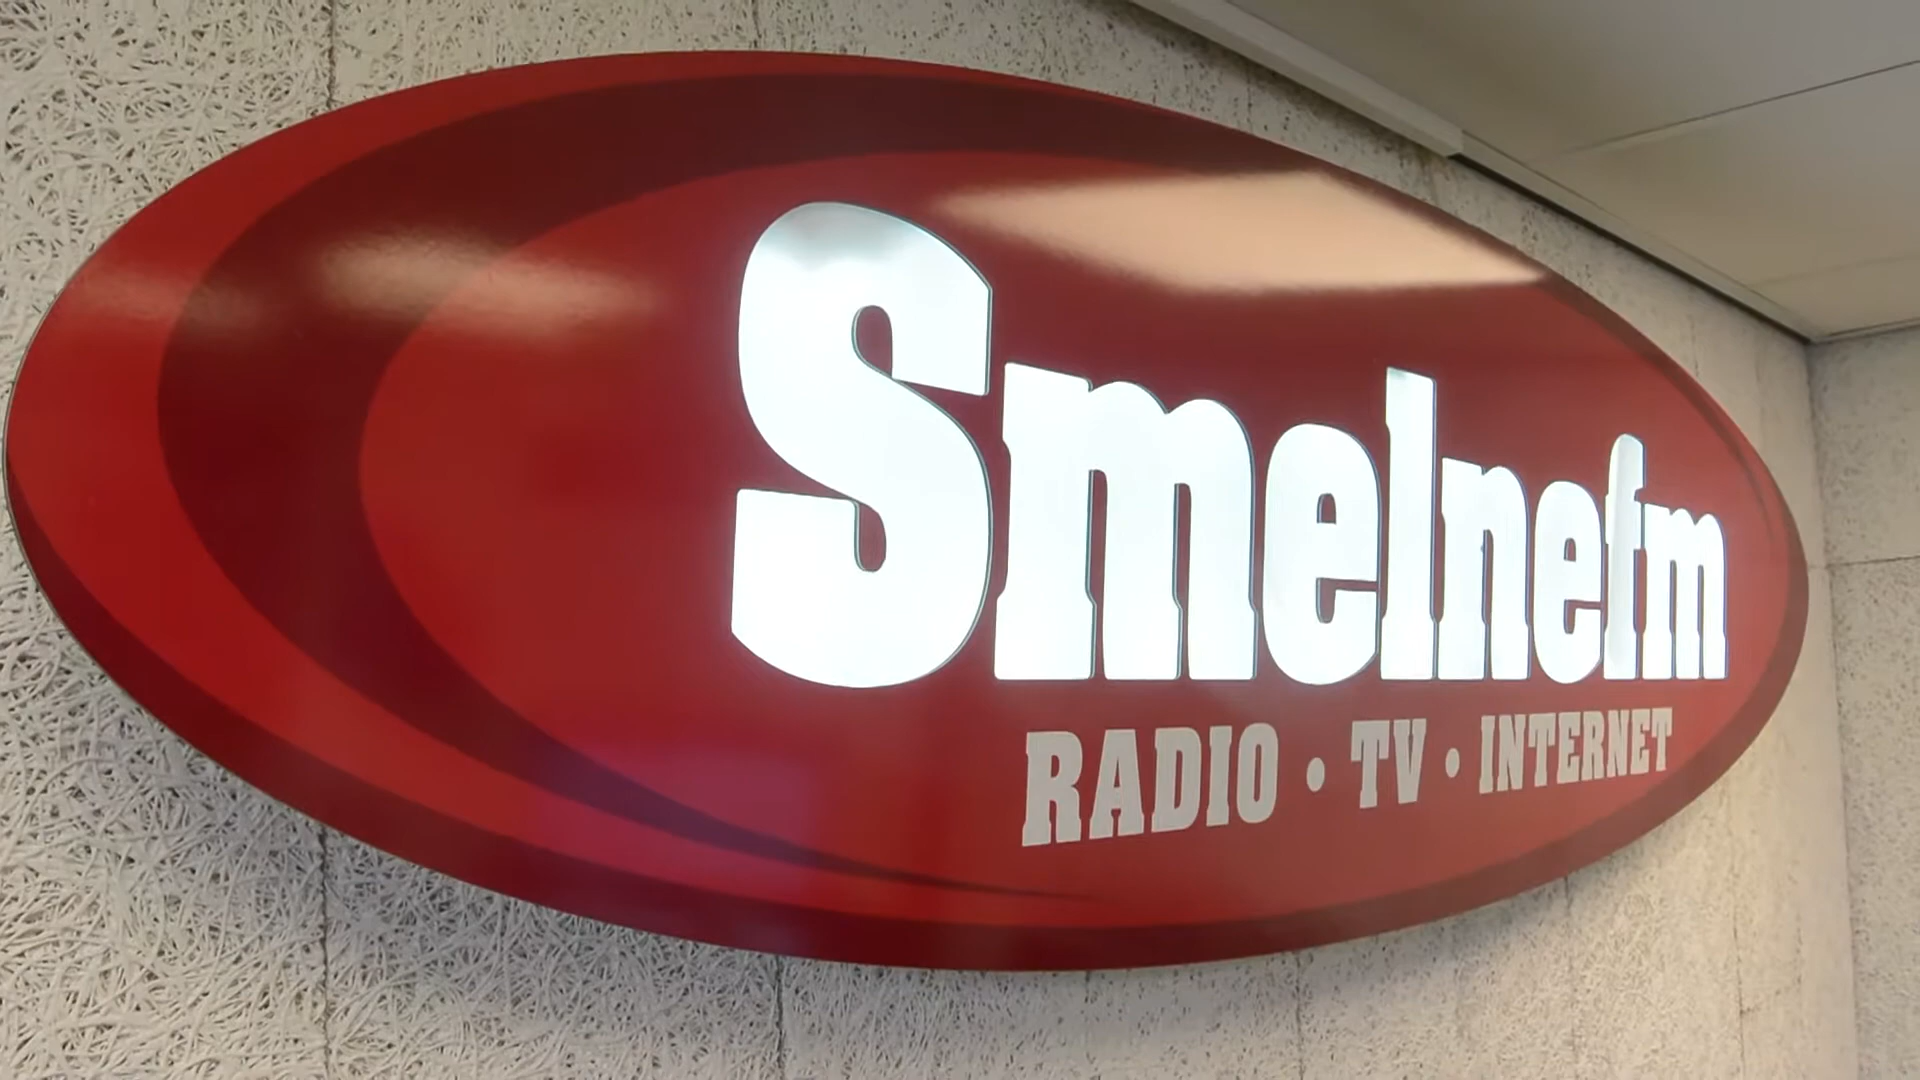 Smelnefm
RADIO • TV • INTERNET